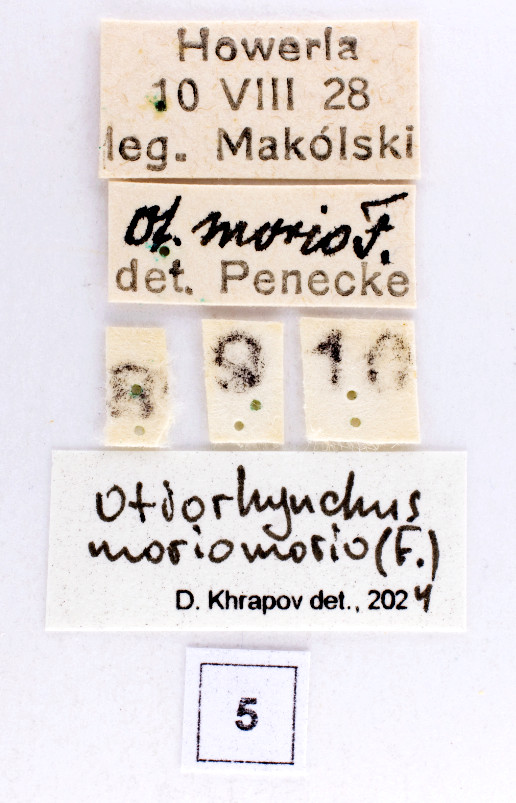 Howerla
10 VIII 28
leg. Makólski
Ot. morio F.
det. Penecke
8 9 10
Otiorhynchus
morio morio (F.)
D. Khrapov det., 2024
5